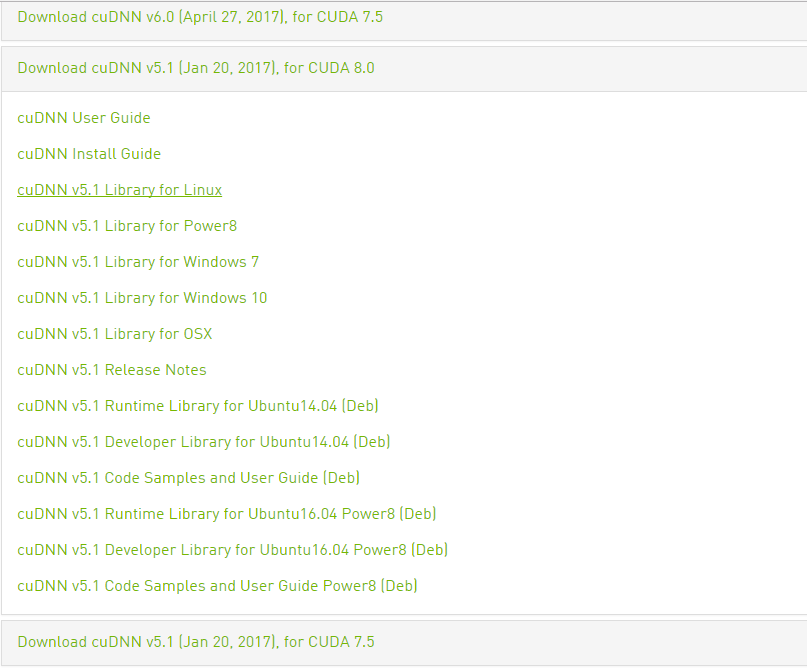 Download cuDNN v6.0 (April 27, 2017), for CUDA 7.5
Download cuDNN v5.1 (Jan 20, 2017), for CUDA 8.0
cuDNN User Guide
cuDNN Install Guide
cuDNN v5.1 Library for Linux
cuDNN v5.1 Library for Power8
cuDNN v5.1 Library for Windows 7
cuDNN v5.1 Library for Windows 10
cuDNN v5.1 Library for OSX
cuDNN v5.1 Release Notes
cuDNN v5.1 Runtime Library for Ubuntu14.04 (Deb)
cuDNN v5.1 Developer Library for Ubuntu14.04 (Deb)
cuDNN v5.1 Code Samples and User Guide (Deb)
cuDNN v5.1 Runtime Library for Ubuntu16.04 Power8 (Deb)
cuDNN v5.1 Developer Library for Ubuntu16.04 Power8 (Deb)
cuDNN v5.1 Code Samples and User Guide Power8 (Deb)
Download cuDNN v5.1 (Jan 20, 2017), for CUDA 7.5